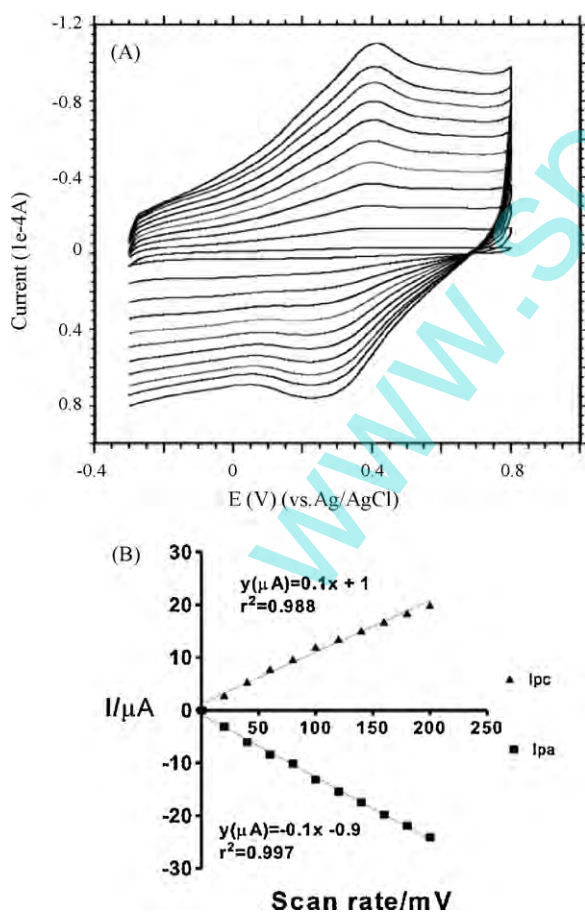 (A)
-1.2
-0.8
-0.4
0
0.4
0.8
Current (1e-4A)
-0.4 0 0.4 0.8 1
E (V) (vs.Ag/AgCl)
www.sp
(B)
30
20
10
0
-10
-20
-30
I/μA
y(μA)=0.1x + 1
r²=0.988
50 100 150 200 250
Ipc
Ipa
y(μA)=-0.1x -0.9
r²=0.997
Scan rate/mV